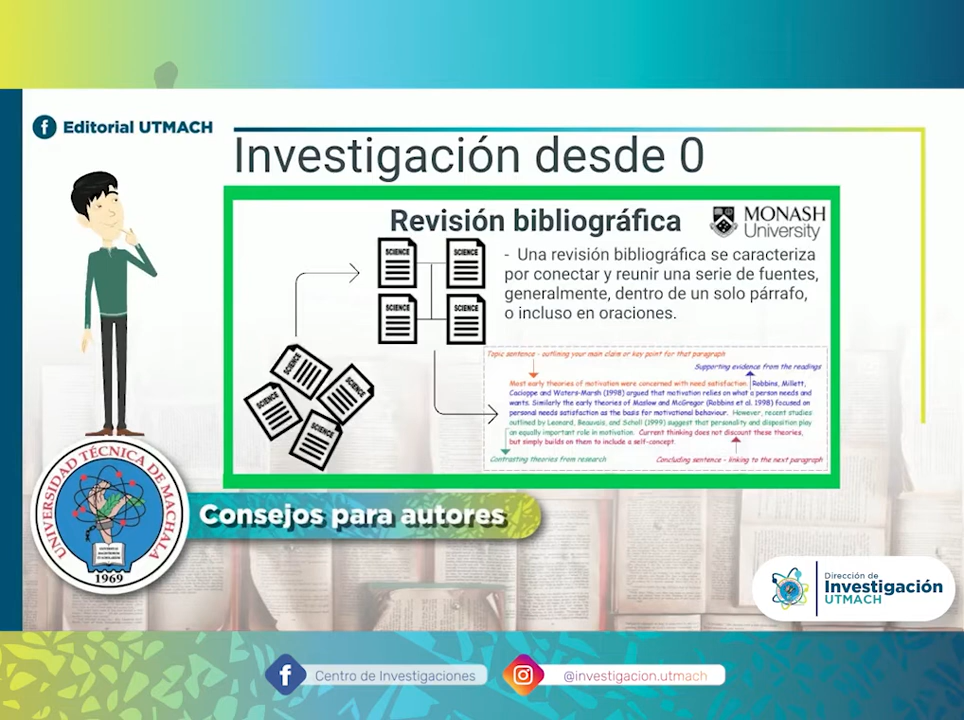 Editorial UTMACH
Investigación desde 0
Revisión bibliográfica
MONASH
University
- Una revisión bibliográfica se caracteriza
por conectar y reunir una serie de fuentes,
generalmente, dentro de un solo párrafo,
o incluso en oraciones.
SCIENCE
SCIENCE
SCIENCE
SCIENCE
SCIENCE
SCIENCE
SCIENCE
SCIENCE
Topic sentence - outlining your main claim or key point for that paragraph
Supporting evidence from the readings
Most early theories of motivation were concerned with need satisfaction. Robbins, Millett,
Cacioppe and Waters-Marsh (1998) argued that motivation relies on what a person needs and
wants. Similarly the early theories of Maslow and McGregor (Robbins et al. 1998) focused on
personal needs satisfaction as the basis for motivational behaviour. However, recent studies
outlined by Leonard, Beauvais, and Scholl (1999) suggest that personality and disposition play
an equally important role in motivation. Current thinking does not discount these theories,
but simply builds on them to include a self-concept.
Contrasting theories from research
Concluding sentence - linking to the next paragraph
UNIVERSIDAD TÉCNICA DE MACHALA
1969
Consejos para autores
Dirección de
Investigación
UTMACH
Centro de Investigaciones
@investigacion.utmach